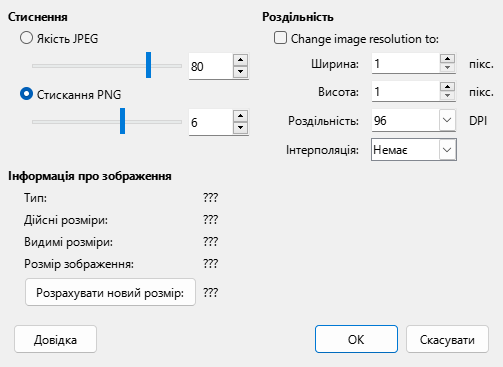 Стиснення
Якість JPEG
80
Стискання PNG
6
Роздільність
Change image resolution to:
Ширина: 1 пікс.
Висота: 1 пікс.
Роздільність: 96 DPI
Інтерполяція: Немає
Інформація про зображення
Тип: ???
Дійсні розміри: ???
Видимі розміри: ???
Розмір зображення: ???
Розрахувати новий розмір: ???
Довідка
ОК
Скасувати